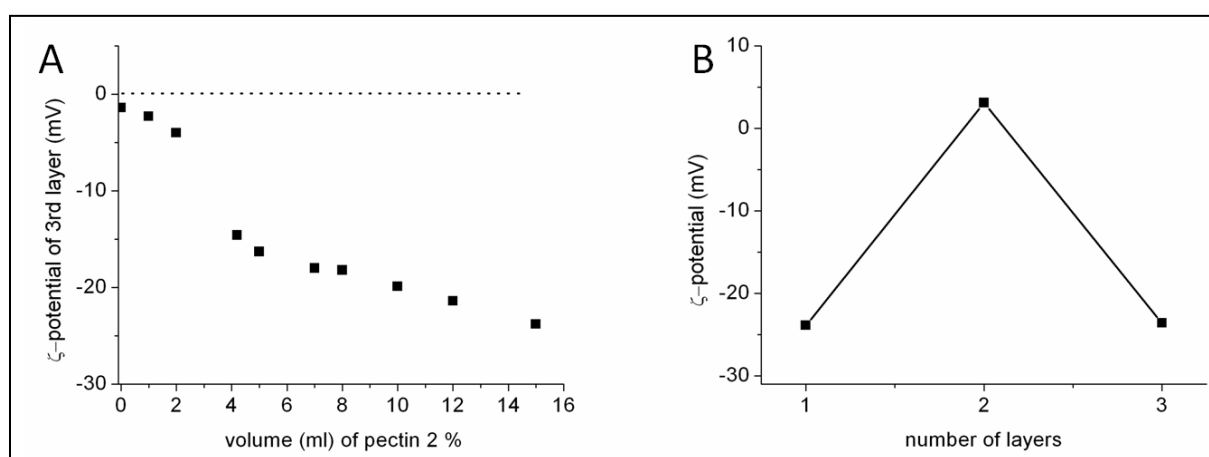 A
ζ–potential of 3rd layer (mV)
0
-10
-20
-30
0 2 4 6 8 10 12 14 16
volume (ml) of pectin 2 %
B
ζ–potential (mV)
10
0
-10
-20
-30
1 2 3
number of layers